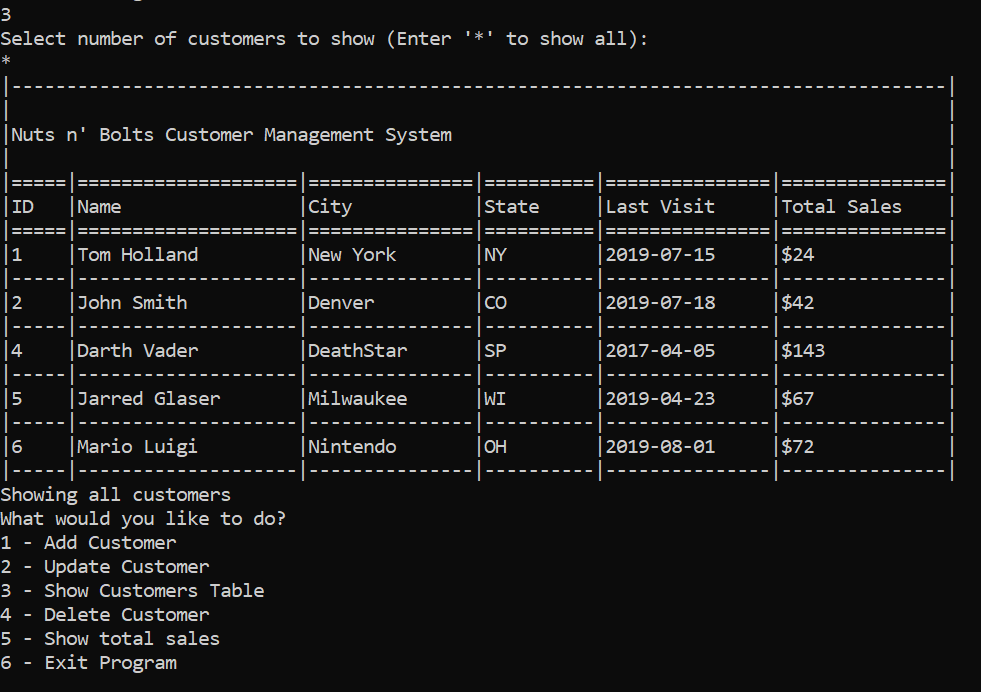 3
Select number of customers to show (Enter '*' to show all):
*
|-------------------------------------------------------------------------------------|
|                                                                                     |
|Nuts n' Bolts Customer Management System                                             |
|                                                                                     |
|=====|====================|===============|==========|===============|===============|
|ID   |Name                |City           |State     |Last Visit     |Total Sales    |
|=====|====================|===============|==========|===============|===============|
|1    |Tom Holland         |New York       |NY        |2019-07-15     |$24            |
|-----|--------------------|---------------|----------|---------------|---------------|
|2    |John Smith          |Denver         |CO        |2019-07-18     |$42            |
|-----|--------------------|---------------|----------|---------------|---------------|
|4    |Darth Vader         |DeathStar      |SP        |2017-04-05     |$143           |
|-----|--------------------|---------------|----------|---------------|---------------|
|5    |Jarred Glaser       |Milwaukee      |WI        |2019-04-23     |$67            |
|-----|--------------------|---------------|----------|---------------|---------------|
|6    |Mario Luigi         |Nintendo       |OH        |2019-08-01     |$72            |
|-----|--------------------|---------------|----------|---------------|---------------|
Showing all customers
What would you like to do?
1 - Add Customer
2 - Update Customer
3 - Show Customers Table
4 - Delete Customer
5 - Show total sales
6 - Exit Program